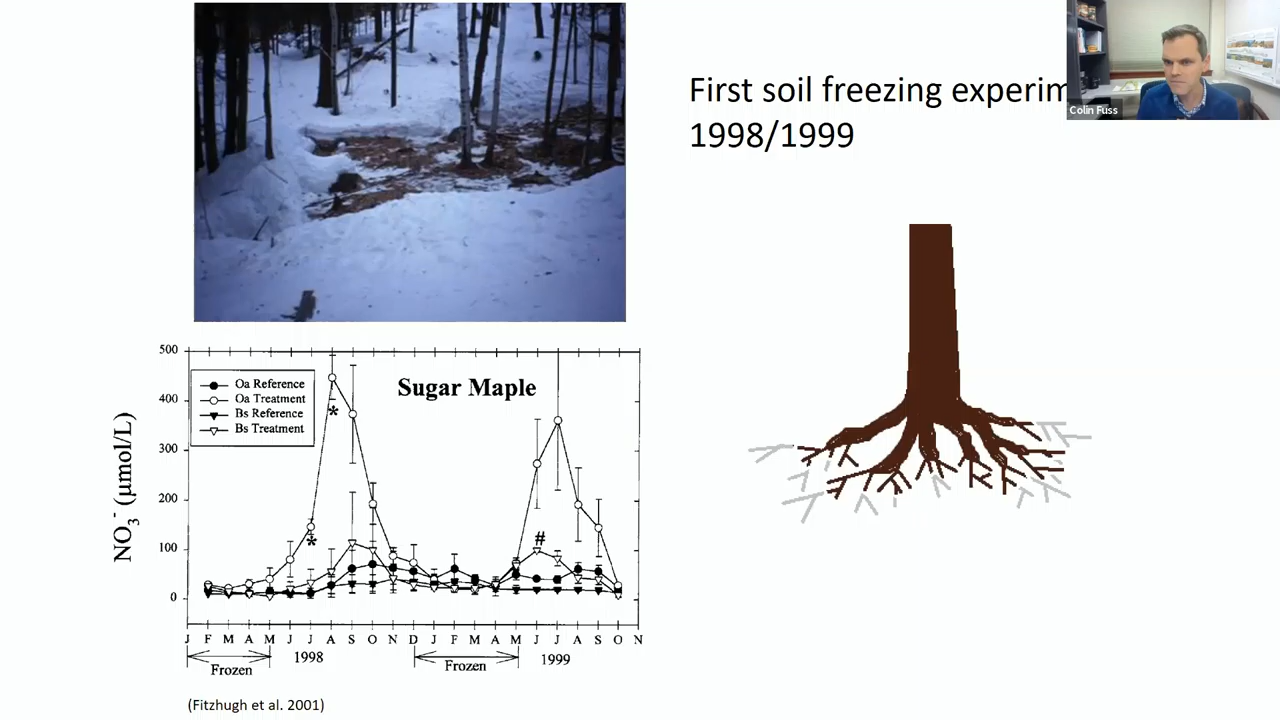 First soil freezing experim
1998/1999
Colin Fuss
500
400
300
200
100
0
NO3- (µmol/L)
Oa Reference
Oa Treatment
Bs Reference
Bs Treatment
Sugar Maple
*
*
#
J F M A M J J A S O N D J F M A M J J A S O N
Frozen
1998
Frozen
1999
(Fitzhugh et al. 2001)